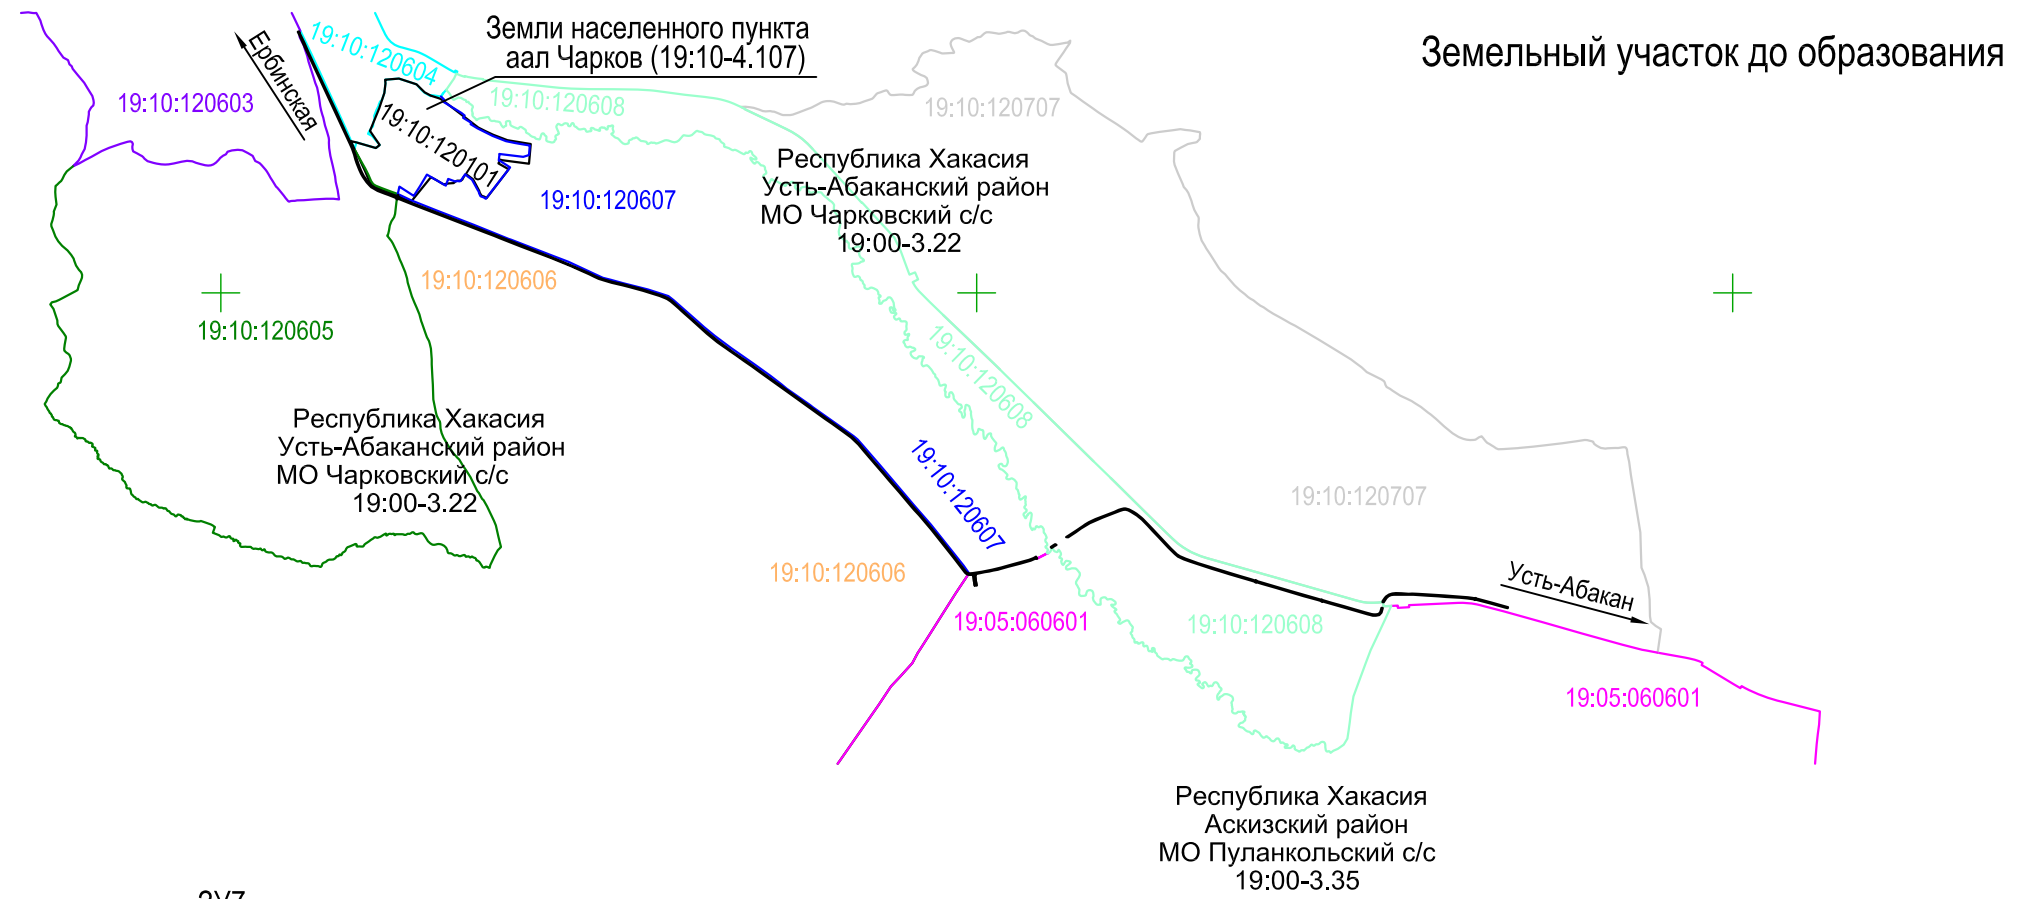 Земельный участок до образования
Земли населенного пункта
аал Чарков (19:10-4.107)
Ербинская
19:10:120604
19:10:120603
19:10:120608
19:10:120101
19:10:120707
Республика Хакасия
Усть-Абаканский район
МО Чарковский с/с
19:00-3.22
19:10:120607
19:10:120606
19:10:120605
19:10:120608
Республика Хакасия
Усть-Абаканский район
МО Чарковский с/с
19:00-3.22
19:10:120607
19:10:120707
19:10:120606
Усть-Абакан
19:05:060601
19:10:120608
19:05:060601
Республика Хакасия
Аскизский район
МО Пуланкольский с/с
19:00-3.35